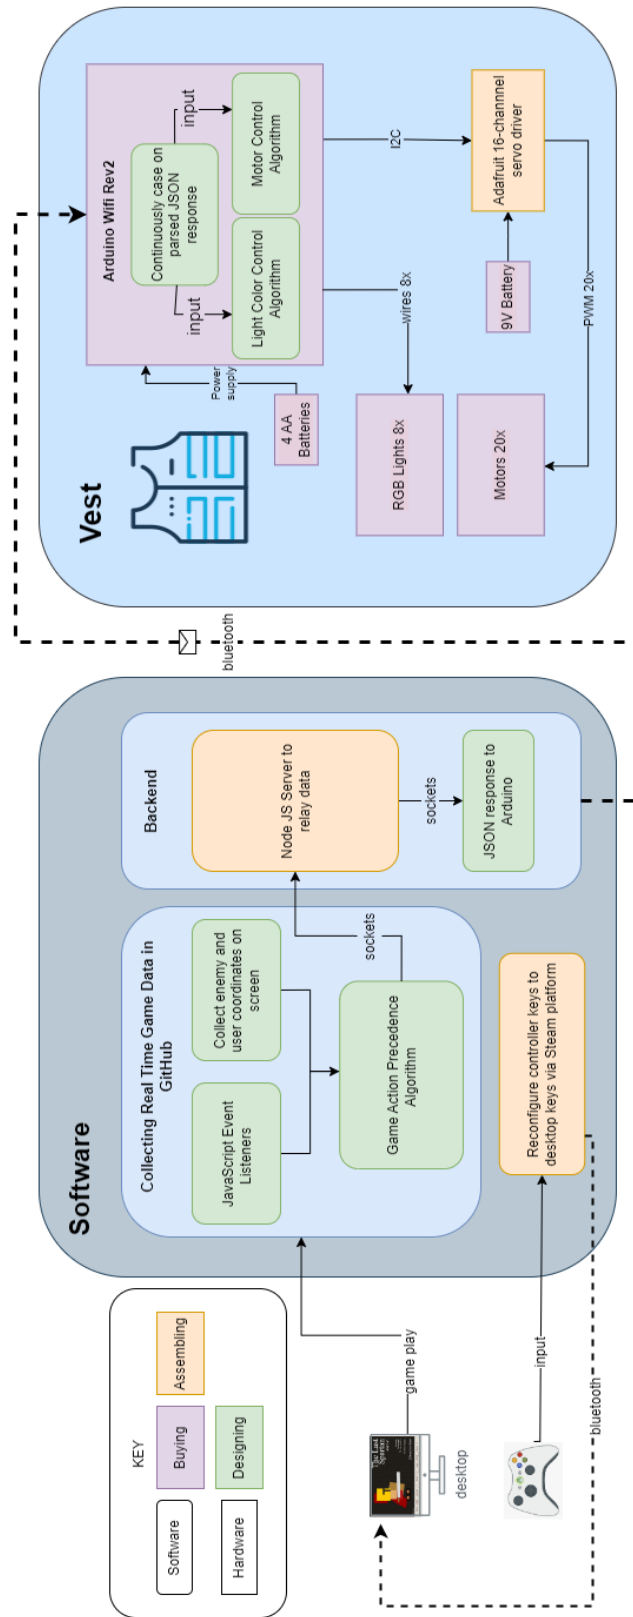 KEY
Software
Buying
Assembling
Hardware
Designing
The Last
Spartan
desktop
game play
input
bluetooth
Software
Collecting Real Time Game Data in
GitHub
JavaScript Event
Listeners
Collect enemy and
user coordinates on
screen
Game Action Precedence
Algorithm
sockets
Reconfigure controller keys to
desktop keys via Steam platform
Backend
Node JS Server to
relay data
sockets
JSON response to
Arduino
bluetooth
Vest
4 AA
Batteries
Power
supply
Arduino Wifi Rev2
Continuously case on
parsed JSON
response
input
input
Light Color Control
Algorithm
Motor Control
Algorithm
wires 8x
I2C
RGB Lights 8x
Motors 20x
9V Battery
Adafruit 16-channnel
servo driver
PWM 20x